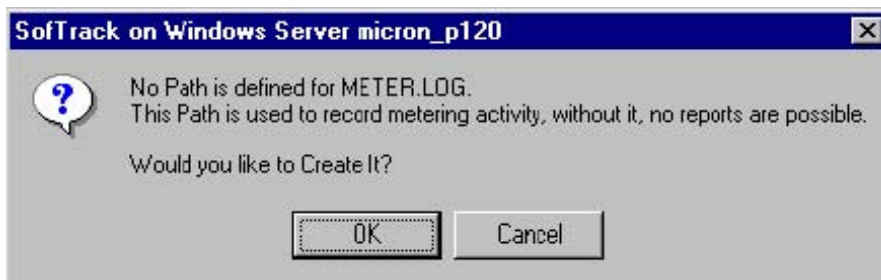 SofTrack on Windows Server micron_p120
No Path is defined for METER.LOG.
This Path is used to record metering activity, without it, no reports are possible.
Would you like to Create It?
OK
Cancel